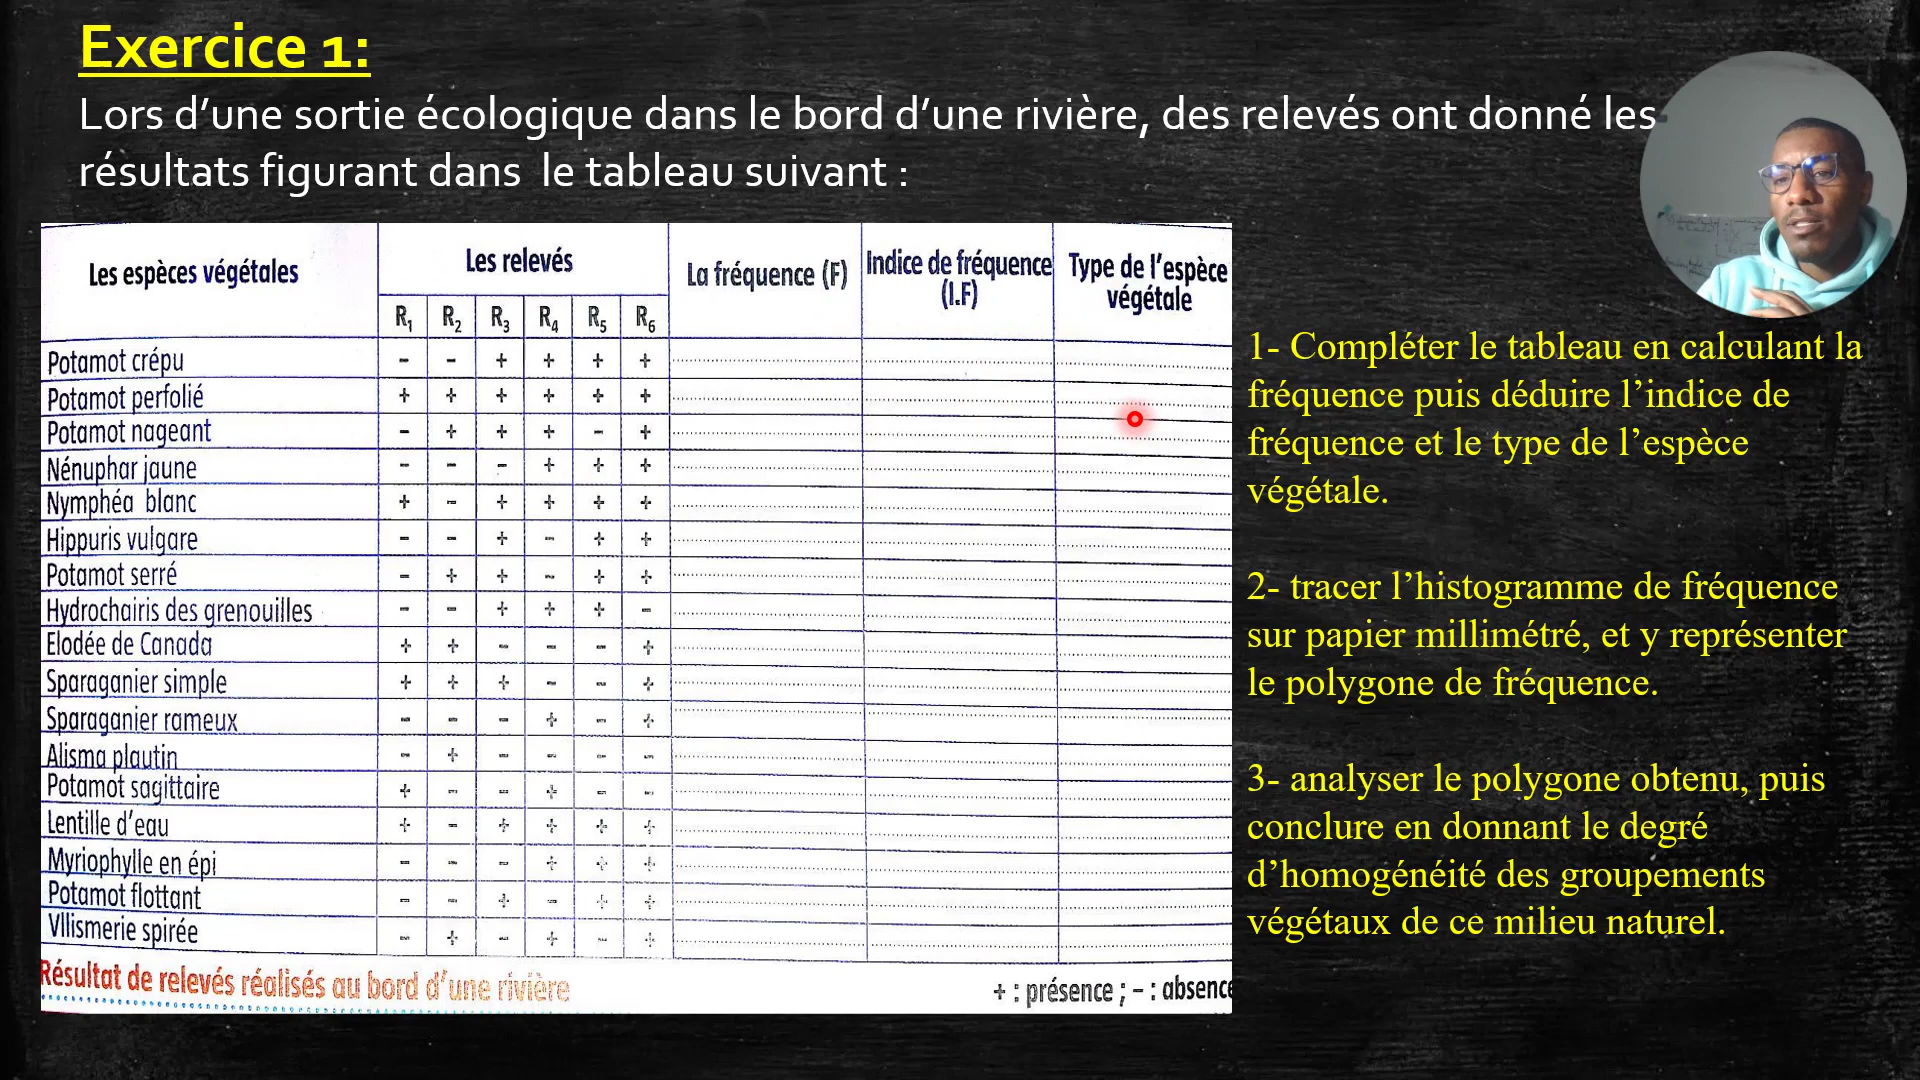 Exercice 1:
Lors d’une sortie écologique dans le bord d’une rivière, des relevés ont donné les
résultats figurant dans le tableau suivant :
Les espèces végétales Les relevés La fréquence (F) Indice de fréquence (I.F) Type de l’espèce végétale
R1 R2 R3 R4 R5 R6
Potamot crépu - - + + + +
Potamot perfolié + + + + + +
Potamot nageant - + + + - +
Nénuphar jaune - - - + + +
Nymphéa blanc + - + + + +
Hippuris vulgare - - + - + +
Potamot serré - + + - + +
Hydrochairis des grenouilles - - + + + -
Elodée de Canada + + - - - +
Sparaganier simple + + + - - +
Sparaganier rameux - - - + - +
Alisma plautin - + - - - -
Potamot sagittaire + - - + - -
Lentille d’eau + - + + + +
Myriophylle en épi - - - + + +
Potamot flottant - - + - + +
Vllismerie spirée - + - + - +
Résultat de relevés réalisés au bord d’une rivière
+ : présence ; – : absence
1- Compléter le tableau en calculant la
fréquence puis déduire l’indice de
fréquence et le type de l’espèce
végétale.
2- tracer l’histogramme de fréquence
sur papier millimétré, et y représenter
le polygone de fréquence.
3- analyser le polygone obtenu, puis
conclure en donnant le degré
d’homogénéité des groupements
végétaux de ce milieu naturel.